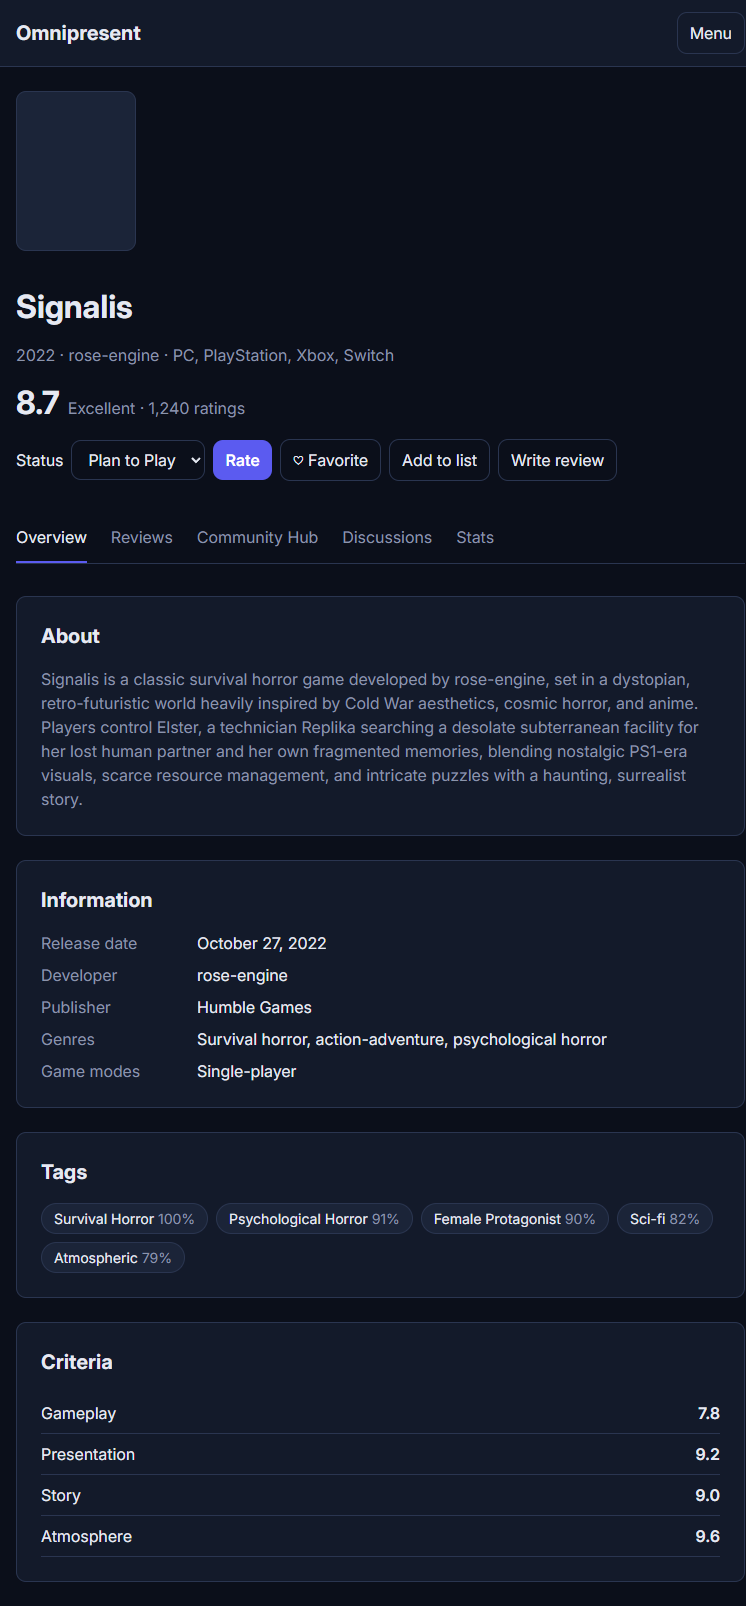 Omnipresent
Menu
Signalis
2022 · rose-engine · PC, PlayStation, Xbox, Switch
8.7 Excellent · 1,240 ratings
Status Plan to Play Rate ♡ Favorite Add to list Write review
Overview Reviews Community Hub Discussions Stats
About
Signalis is a classic survival horror game developed by rose-engine, set in a dystopian,
retro-futuristic world heavily inspired by Cold War aesthetics, cosmic horror, and anime.
Players control Elster, a technician Replika searching a desolate subterranean facility for
her lost human partner and her own fragmented memories, blending nostalgic PS1-era
visuals, scarce resource management, and intricate puzzles with a haunting, surrealist
story.
Information
Release date October 27, 2022
Developer rose-engine
Publisher Humble Games
Genres Survival horror, action-adventure, psychological horror
Game modes Single-player
Tags
Survival Horror 100% Psychological Horror 91% Female Protagonist 90% Sci-fi 82%
Atmospheric 79%
Criteria
Gameplay 7.8
Presentation 9.2
Story 9.0
Atmosphere 9.6